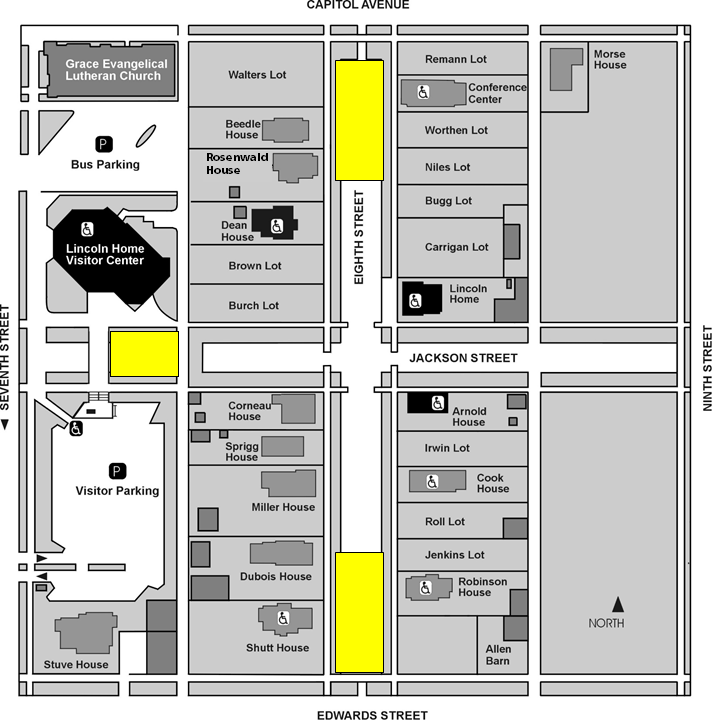 CAPITOL AVENUE
Grace Evangelical
Lutheran Church
Walters Lot
Remann Lot
Morse
House
Conference
Center
Beedle
House
Worthen Lot
P
Bus Parking
Rosenwald
House
Niles Lot
Bugg Lot
EIGHTH STREET
Dean
House
Lincoln Home
Visitor Center
Carrigan Lot
Brown Lot
Lincoln
Home
Burch Lot
SEVENTH STREET
JACKSON STREET
NINTH STREET
Corneau
House
Arnold
House
Sprigg
House
Irwin Lot
P
Visitor Parking
Cook
House
Miller House
Roll Lot
Jenkins Lot
Dubois House
Robinson
House
NORTH
Stuve House
Shutt House
Allen
Barn
EDWARDS STREET